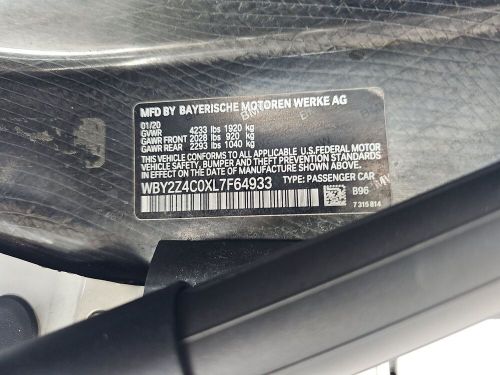 MFD BY BAYERISCHE MOTOREN WERKE AG
01/20
GVWR 4233 lbs 1920 kg
GAWR FRONT 2028 lbs 920 kg
GAWR REAR 2293 lbs 1040 kg
THIS VEHICLE CONFORMS TO ALL APPLICABLE U.S.FEDERAL MOTOR
VEHICLE SAFETY, BUMPER, AND THEFT PREVENTION STANDARDS
IN EFFECT ON THE DATE OF MANUFACTURE SHOWN ABOVE.
WBY2Z4C0XL7F64933 TYPE: PASSENGER CAR
B96
7 315 814